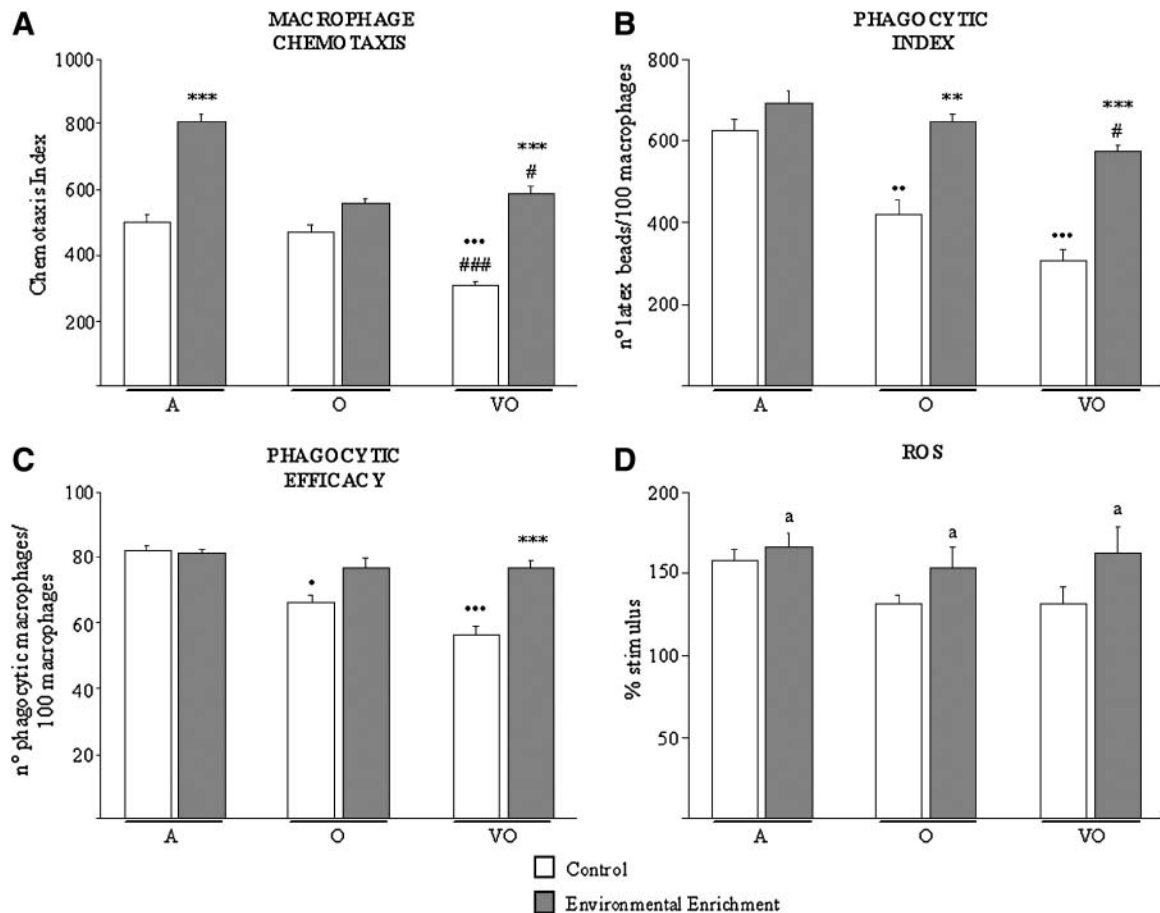 A
MACROPHAGE
CHEMOTAXIS
Chemotaxis Index
1000
800
600
400
200
***
***
#
•••
###
A
O
VO
B
PHAGOCYTIC
INDEX
n° latex beads/100 macrophages
800
600
400
200
**
***
#
••
•••
A
O
VO
C
PHAGOCYTIC
EFFICACY
n° phagocytic macrophages/
100 macrophages
100
80
60
40
20
***
•
•••
A
O
VO
D
ROS
% stimulus
200
150
100
50
a
a
a
A
O
VO
Control
Environmental Enrichment